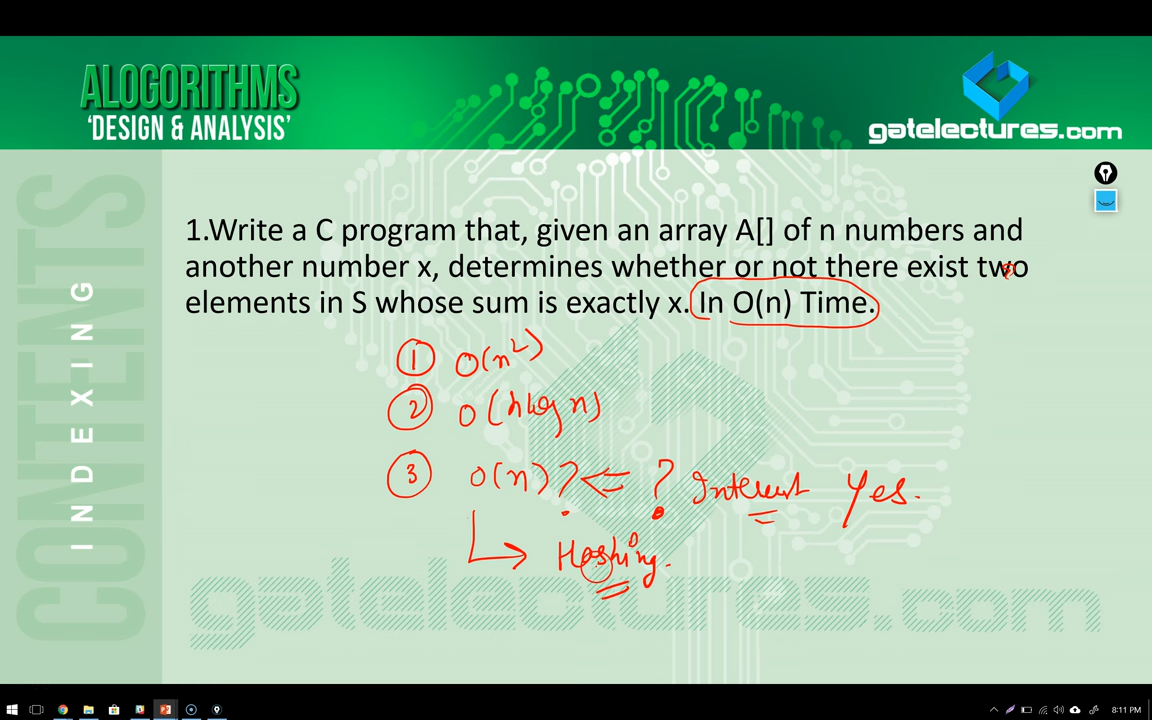 ALOGORITHMS
'DESIGN & ANALYSIS'
gatelectures.com
CONTENTS
INDEXING
1.Write a C program that, given an array A[] of n numbers and
another number x, determines whether or not there exist two
elements in S whose sum is exactly x. In O(n) Time.
1 O(n²)
2 O(nlog n)
3 O(n)? <= ? Interest Yes.
Hashing.
gatelectures.com
8:11 PM